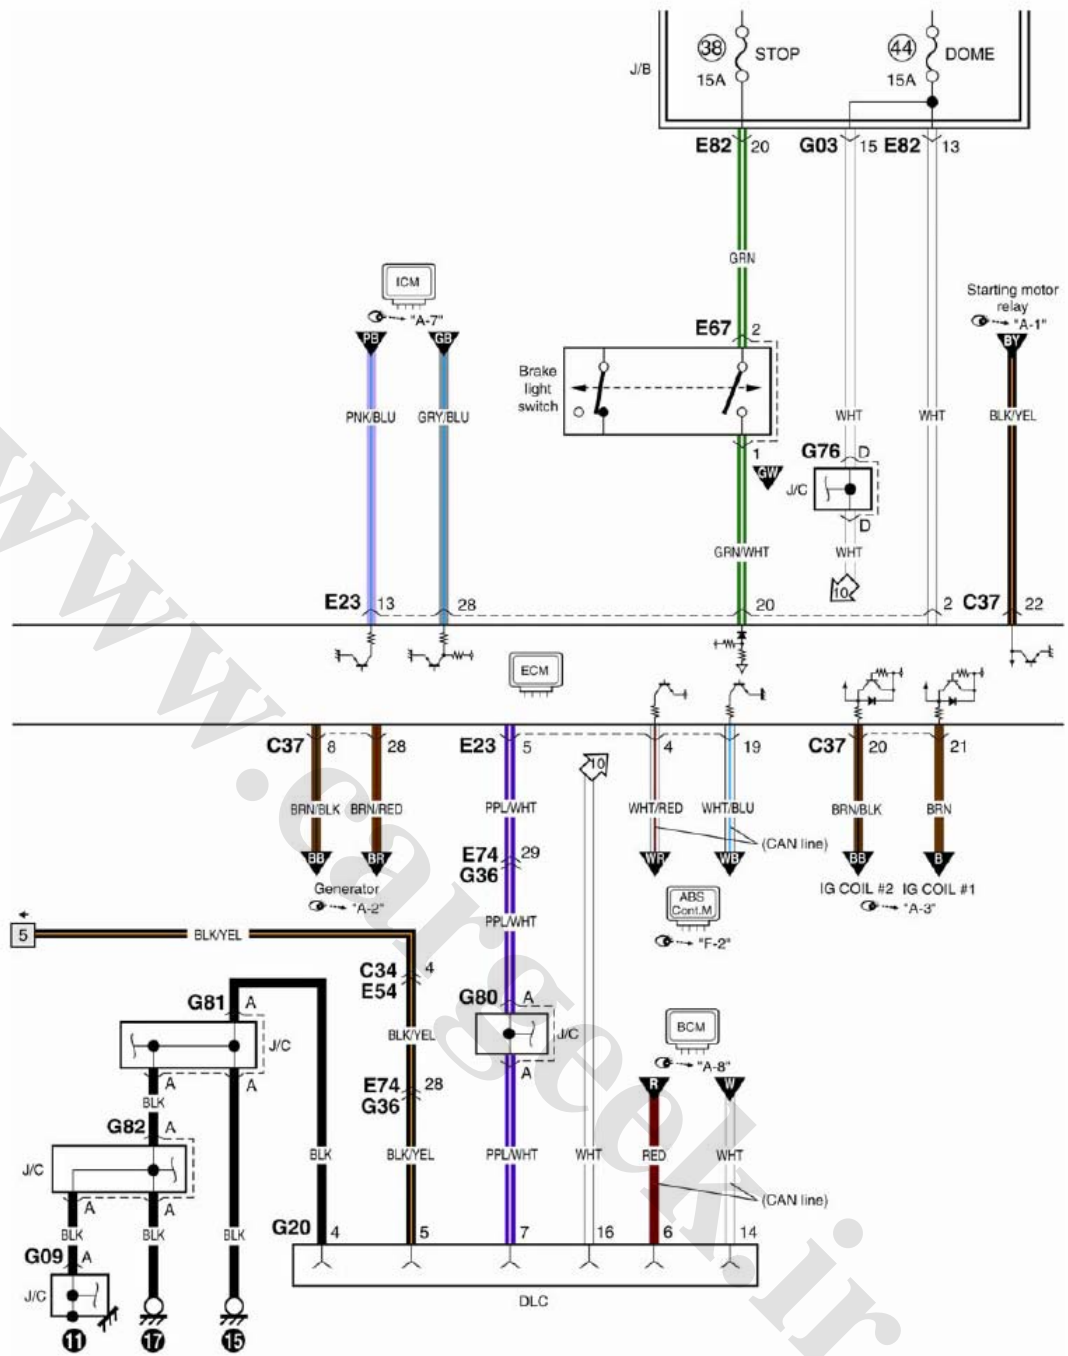 38 STOP 44 DOME
J/B 15A 15A
E82 20 G03 15 E82 13
GRN
ICM
"A-7"
Starting motor
relay
"A-1"
PB GB E67 2 BY
Brake
light
switch
PNK/BLU GRY/BLU WHT WHT BLK/YEL
1 G76 D
GW J/C
D
GRN/WHT WHT
10
E23 13 28 20 2 C37 22
ECM
C37 8 28 E23 5 4 19 C37 20 21
10
BRN/BLK BRN/RED PPL/WHT WHT/RED WHT/BLU BRN/BLK BRN
(CAN line)
E74 29
G36
BB BR WR WB BB B
Generator IG COIL #2 IG COIL #1
"A-2" "A-3"
ABS
Cont.M
"F-2"
PPL/WHT
5 BLK/YEL
C34 4
E54
G81 A G80 A
BCM
J/C BLK/YEL J/C
"A-8"
A A A
E74 28
G36
R W
BLK
G82 A
J/C BLK BLK/YEL PPL/WHT WHT RED WHT
(CAN line)
A A
BLK BLK BLK
G20 4 5 7 16 6 14
G09 A
J/C
DLC
11 17 15
www.cargeek.ir